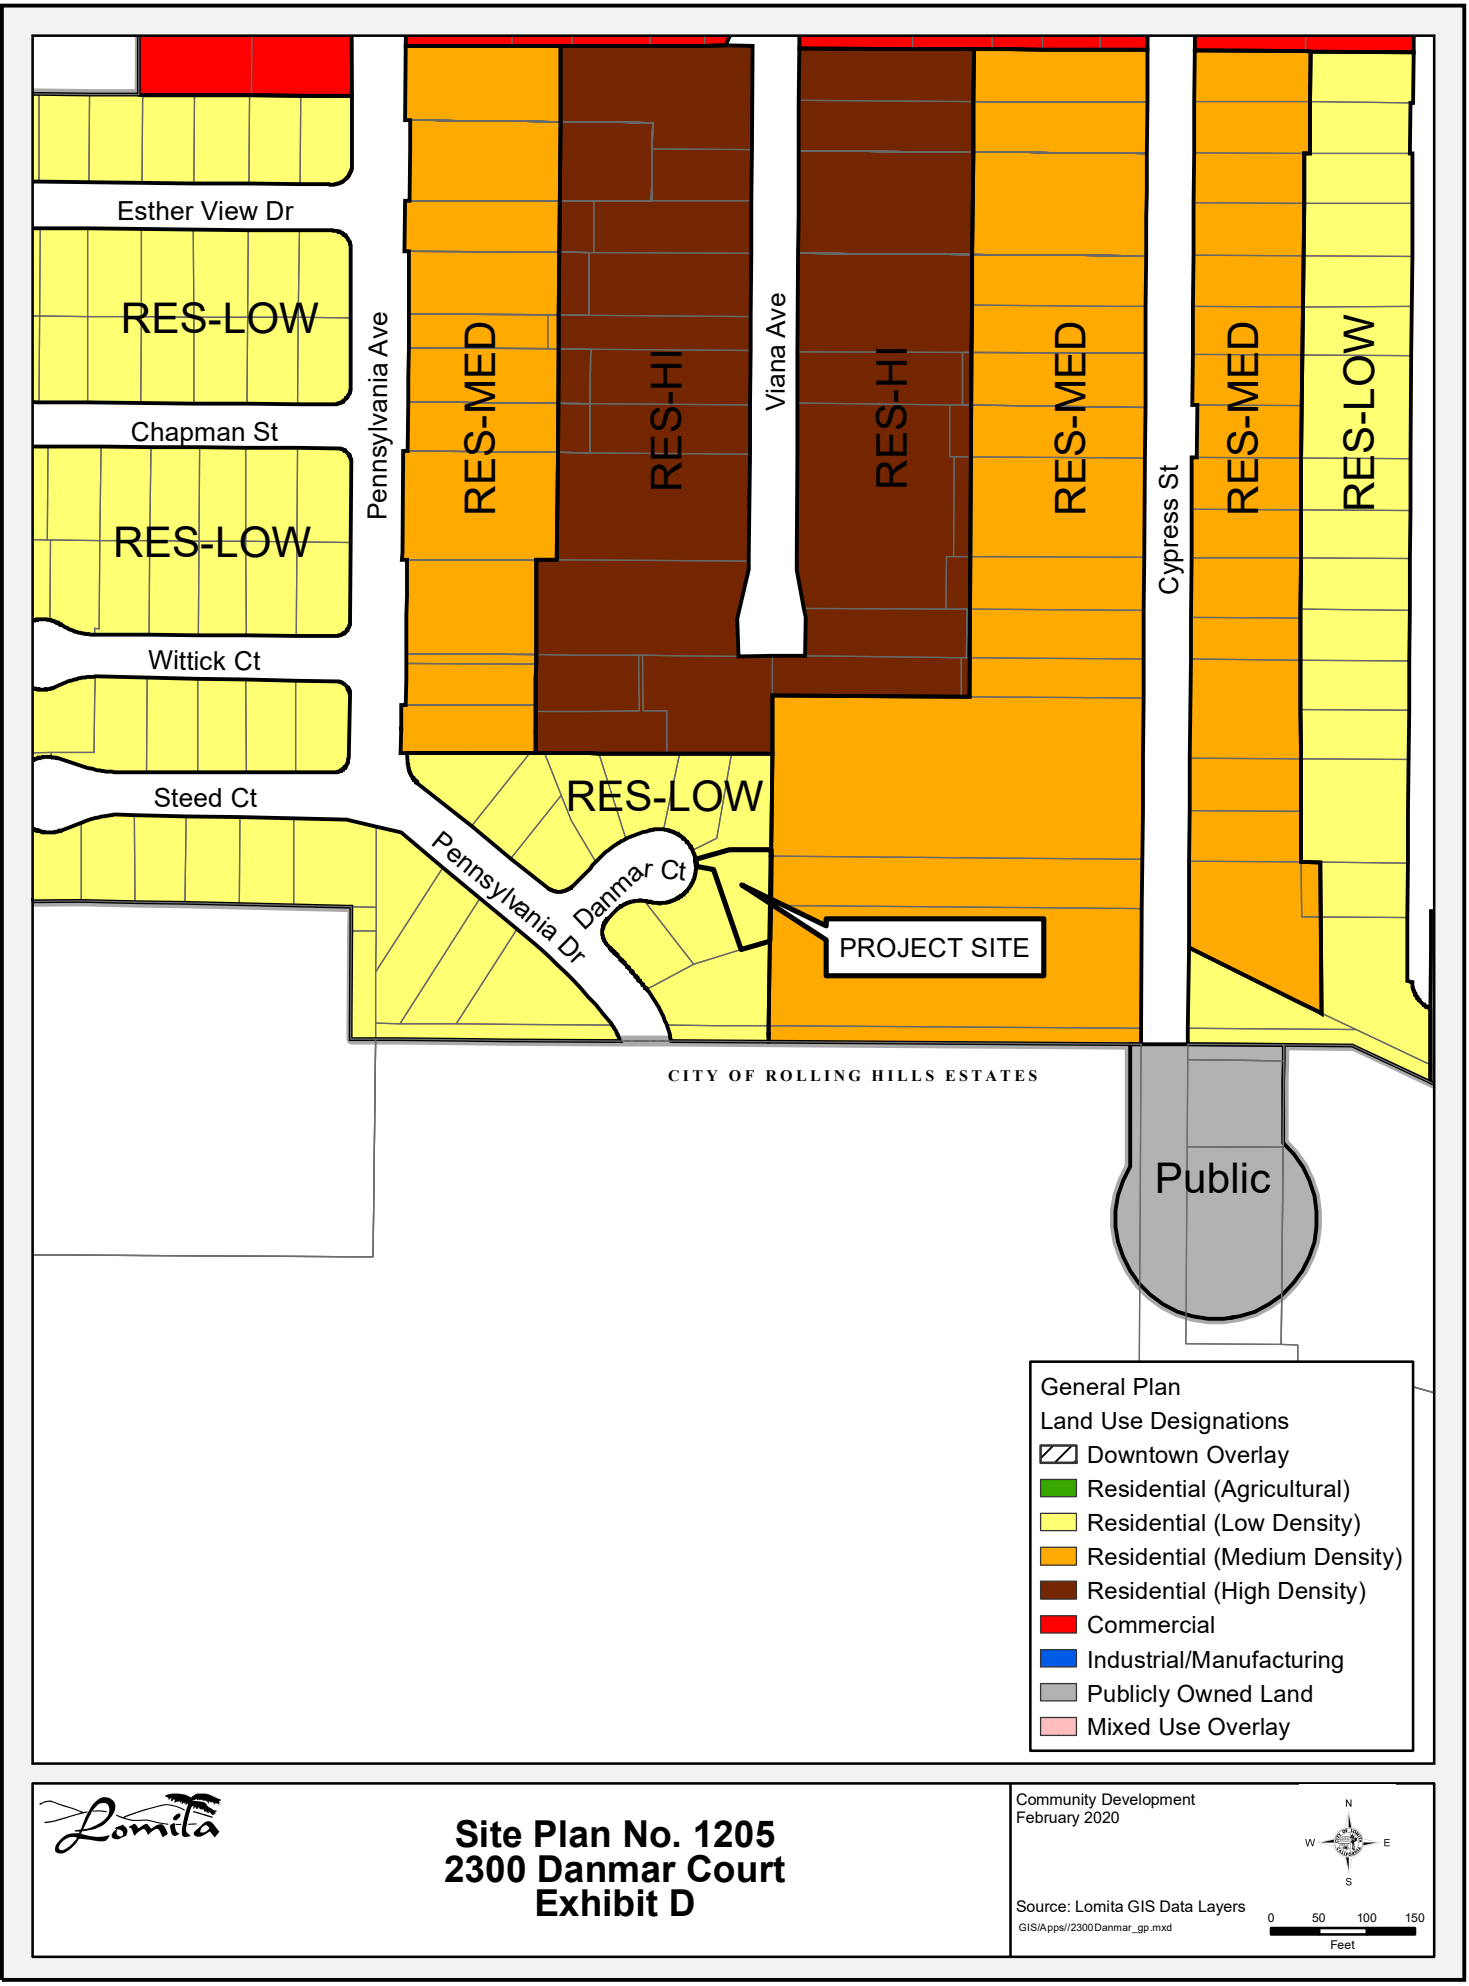 Esther View Dr
RES-LOW
Chapman St
RES-LOW
Wittick Ct
Steed Ct
Pennsylvania Ave
RES-MED
RES-HI
Viana Ave
RES-HI
RES-MED
Cypress St
RES-MED
RES-LOW
RES-LOW
Pennsylvania Dr
Danmar Ct
PROJECT SITE
CITY OF ROLLING HILLS ESTATES
Public
General Plan
Land Use Designations
Downtown Overlay
Residential (Agricultural)
Residential (Low Density)
Residential (Medium Density)
Residential (High Density)
Commercial
Industrial/Manufacturing
Publicly Owned Land
Mixed Use Overlay
Lomita
Site Plan No. 1205
2300 Danmar Court
Exhibit D
Community Development
February 2020
N
W E
S
Source: Lomita GIS Data Layers
GIS/Apps//2300Danmar_gp.mxd
0 50 100 150
Feet